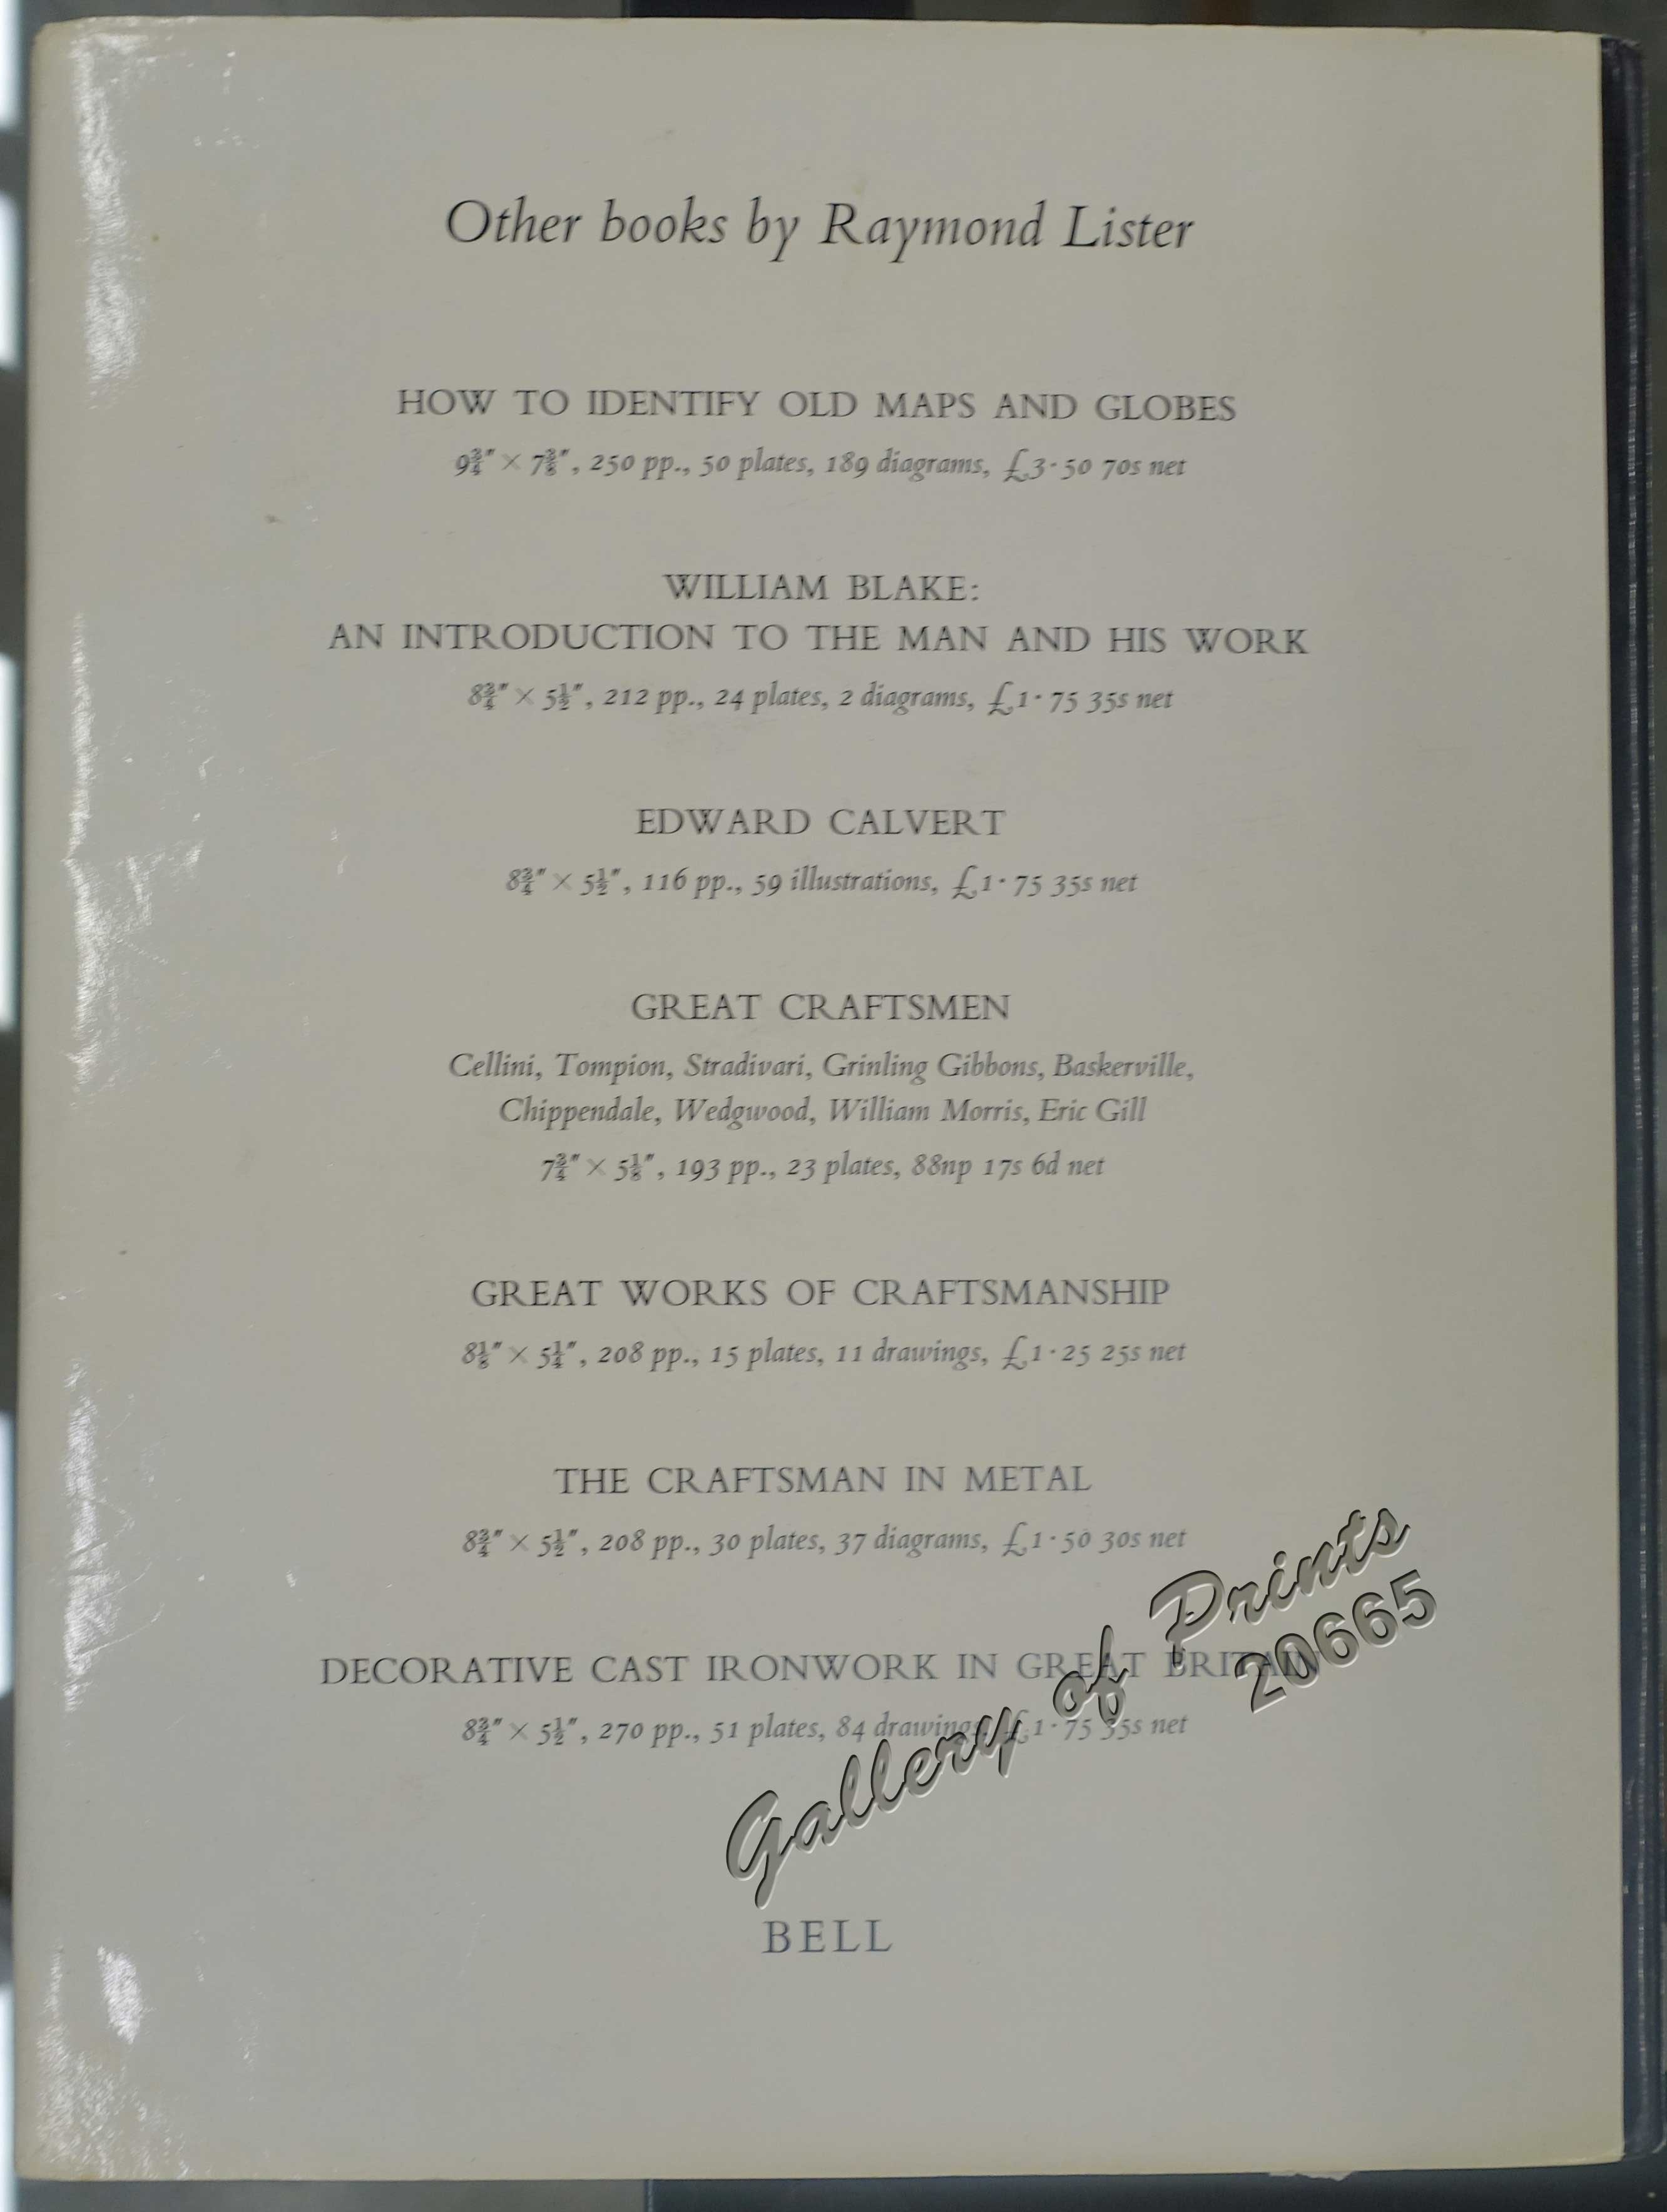 Other books by Raymond Lister
HOW TO IDENTIFY OLD MAPS AND GLOBES
9¾" × 7⅜", 250 pp., 50 plates, 189 diagrams, £3·50 70s net
WILLIAM BLAKE:
AN INTRODUCTION TO THE MAN AND HIS WORK
8¾" × 5½", 212 pp., 24 plates, 2 diagrams, £1·75 35s net
EDWARD CALVERT
8¾" × 5½", 116 pp., 59 illustrations, £1·75 35s net
GREAT CRAFTSMEN
Cellini, Tompion, Stradivari, Grinling Gibbons, Baskerville,
Chippendale, Wedgwood, William Morris, Eric Gill
7¾" × 5⅛", 193 pp., 23 plates, 88np 17s 6d net
GREAT WORKS OF CRAFTSMANSHIP
8⅛" × 5¼", 208 pp., 15 plates, 11 drawings, £1·25 25s net
THE CRAFTSMAN IN METAL
8¾" × 5½", 208 pp., 30 plates, 37 diagrams, £1·50 30s net
DECORATIVE CAST IRONWORK IN GREAT BRITAIN
8¾" × 5½", 270 pp., 51 plates, 84 drawings, £1·75 35s net
Gallery of Prints
20665
BELL